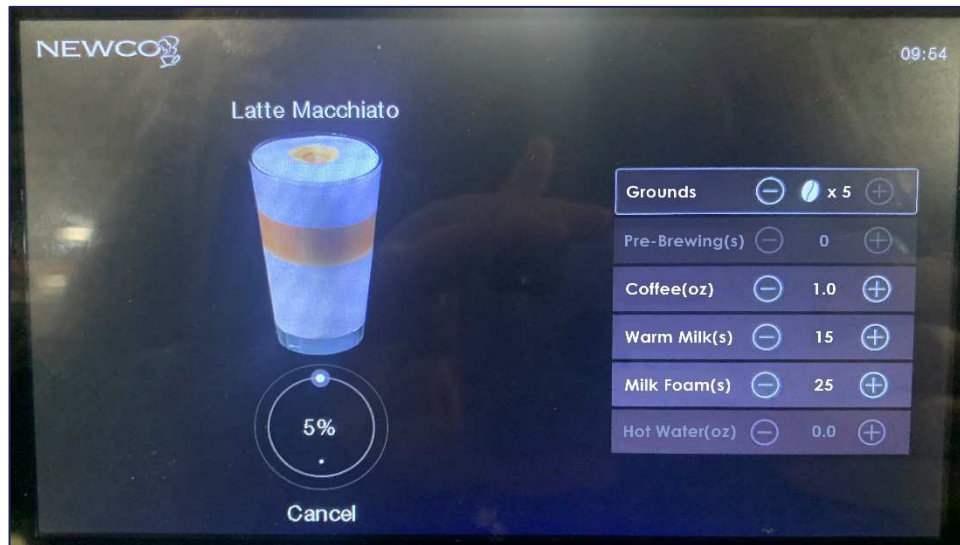 NEWCO
09:54
Latte Macchiato
Grounds x 5
Pre-Brewing(s) 0
Coffee(oz) 1.0
Warm Milk(s) 15
Milk Foam(s) 25
Hot Water(oz) 0.0
5%
Cancel